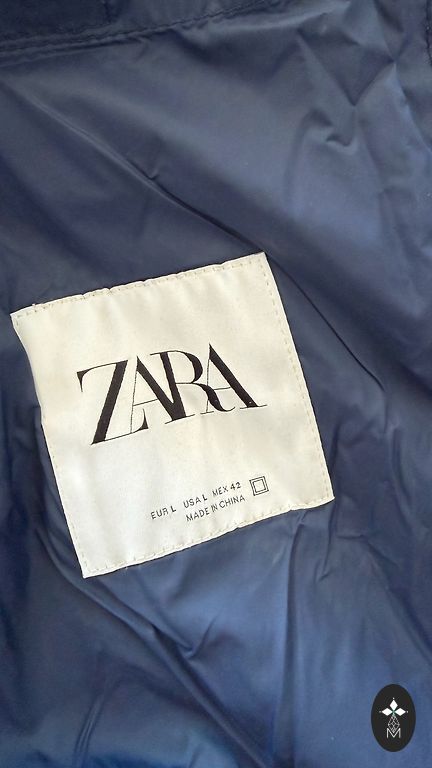 ZARA
EUR L USA L MEX 42
MADE IN CHINA
M